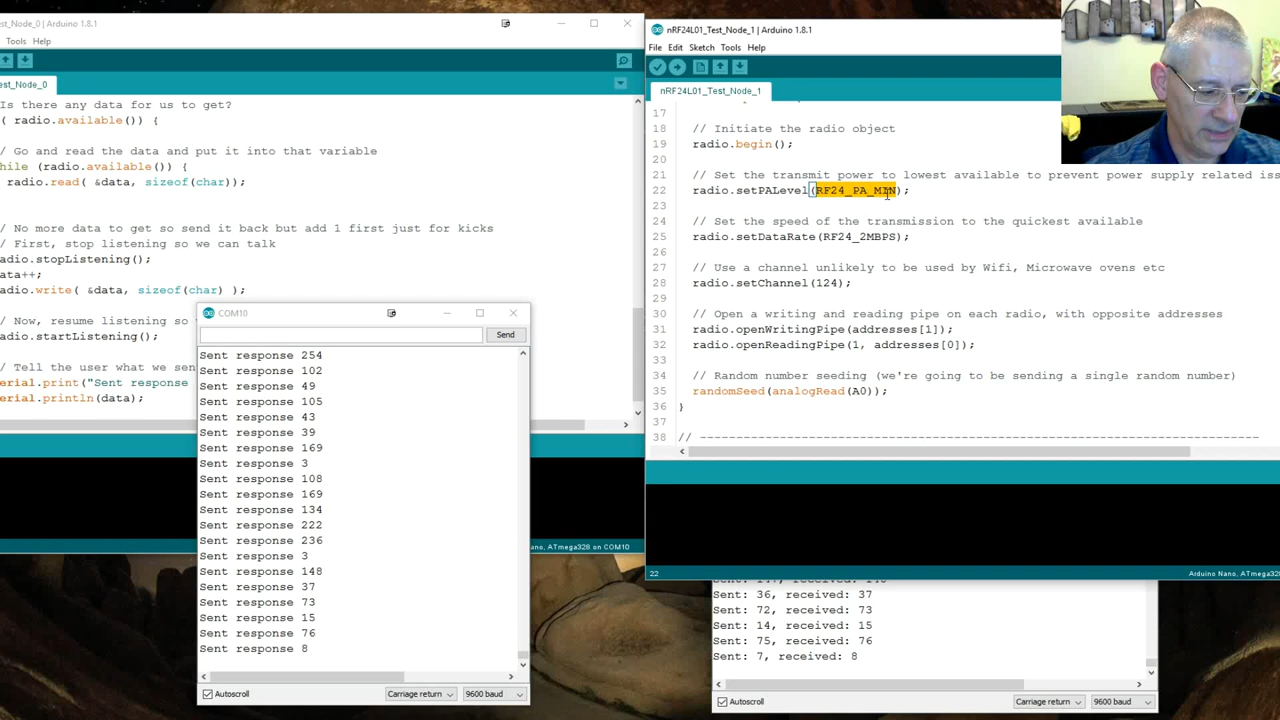 est_Node_0 | Arduino 1.8.1
Tools Help
est_Node_0
Is there any data for us to get?
( radio.available()) {
/ Go and read the data and put it into that variable
hile (radio.available()) {
radio.read( &data, sizeof(char));
/ No more data to get so send it back but add 1 first just for kicks
/ First, stop listening so we can talk
adio.stopListening();
ata++;
adio.write( &data, sizeof(char) );
/ Now, resume listening so
adio.startListening();
/ Tell the user what we sen
erial.print("Sent response
erial.println(data);
uno, ATmega328 on COM10
COM10
Send
Sent response 254
Sent response 102
Sent response 49
Sent response 105
Sent response 43
Sent response 39
Sent response 169
Sent response 3
Sent response 108
Sent response 169
Sent response 134
Sent response 222
Sent response 236
Sent response 3
Sent response 148
Sent response 37
Sent response 73
Sent response 15
Sent response 76
Sent response 8
Autoscroll Carriage return 9600 baud
nRF24L01_Test_Node_1 | Arduino 1.8.1
File Edit Sketch Tools Help
nRF24L01_Test_Node_1
17
18 // Initiate the radio object
19 radio.begin();
20
21 // Set the transmit power to lowest available to prevent power supply related iss
22 radio.setPALevel(RF24_PA_MIN);
23
24 // Set the speed of the transmission to the quickest available
25 radio.setDataRate(RF24_2MBPS);
26
27 // Use a channel unlikely to be used by Wifi, Microwave ovens etc
28 radio.setChannel(124);
29
30 // Open a writing and reading pipe on each radio, with opposite addresses
31 radio.openWritingPipe(addresses[1]);
32 radio.openReadingPipe(1, addresses[0]);
33
34 // Random number seeding (we're going to be sending a single random number)
35 randomSeed(analogRead(A0));
36 }
37
38 // -----------------------------------------------------------------------------
22 Arduino Nano, ATmega328
Sent: 36, received: 37
Sent: 72, received: 73
Sent: 14, received: 15
Sent: 75, received: 76
Sent: 7, received: 8
Autoscroll Carriage return 9600 baud